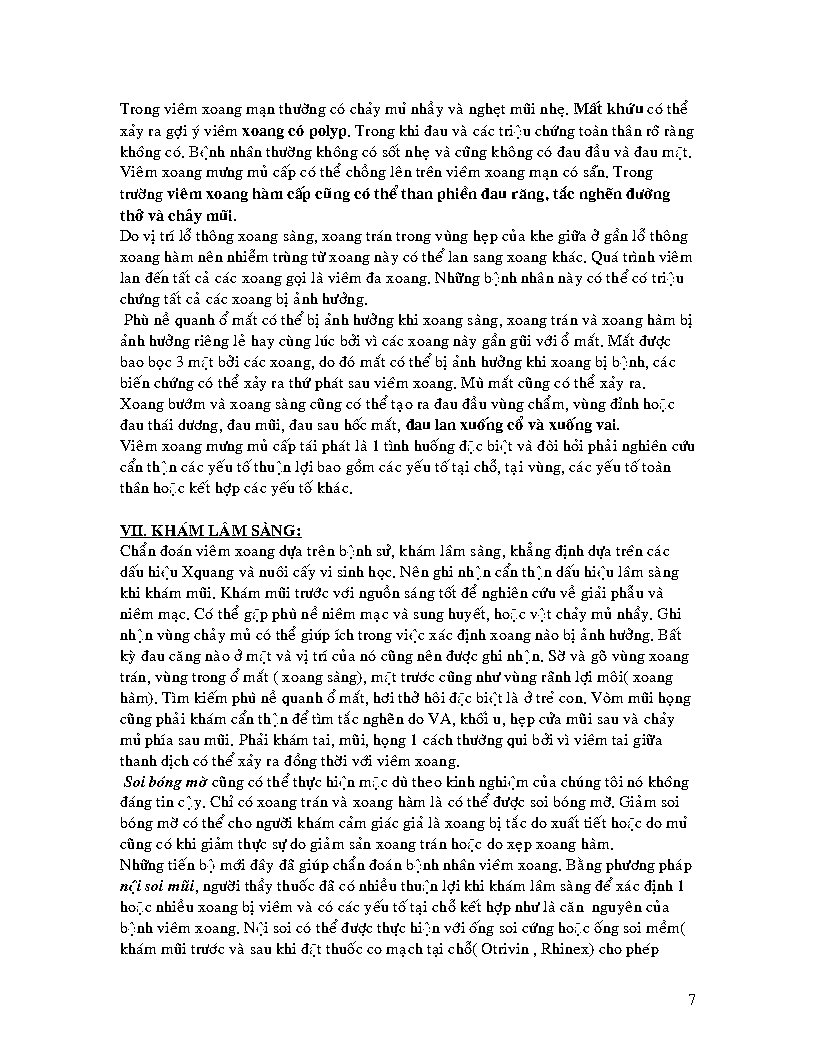 Trong viêm xoang mạn thường có chảy mủ nhầy và nghẹt mũi nhẹ. Mất khứu có thể
xảy ra gợi ý viêm xoang có polyp. Trong khi đau và các triệu chứng toàn thân rõ ràng
không có. Bệnh nhân thường không có sốt nhẹ và cũng không có đau đầu và đau mặt.
Viêm xoang mưng mủ cấp có thể chồng lên trên viêm xoang mạn có sẵn. Trong
trường viêm xoang hàm cấp cũng có thể than phiền đau răng, tắc nghẽn đường
thở và chảy mũi.
Do vị trí lỗ thông xoang sàng, xoang trán trong vùng hẹp của khe giữa ở gần lỗ thông
xoang hàm nên nhiễm trùng từ xoang này có thể lan sang xoang khác. Quá trình viêm
lan đến tất cả các xoang gọi là viêm đa xoang. Những bệnh nhân này có thể có triệu
chứng tất cả các xoang bị ảnh hưởng.
Phù nề quanh ổ mắt có thể bị ảnh hưởng khi xoang sàng, xoang trán và xoang hàm bị
ảnh hưởng riêng lẻ hay cùng lúc bởi vì các xoang này gần gũi với ổ mắt. Mắt được
bao bọc 3 mặt bởi các xoang, do đó mắt có thể bị ảnh hưởng khi xoang bị bệnh, các
biến chứng có thể xảy ra thứ phát sau viêm xoang. Mù mắt cũng có thể xảy ra.
Xoang bướm và xoang sàng cũng có thể tạo ra đau đầu vùng chẩm, vùng đỉnh hoặc
đau thái dương, đau mũi, đau sau hốc mắt, đau lan xuống cổ và xuống vai.
Viêm xoang mưng mủ cấp tái phát là 1 tình huống đặc biệt và đòi hỏi phải nghiên cứu
cẩn thận các yếu tố thuận lợi bao gồm các yếu tố tại chỗ, tại vùng, các yếu tố toàn
thân hoặc kết hợp các yếu tố khác.
VII. KHÁM LÂM SÀNG:
Chẩn đoán viêm xoang dựa trên bệnh sử, khám lâm sàng, khẳng định dựa trên các
dấu hiệu Xquang và nuôi cấy vi sinh học. Nên ghi nhận cẩn thận dấu hiệu lâm sàng
khi khám mũi. Khám mũi trước với nguồn sáng tốt để nghiên cứu về giải phẫu và
niêm mạc. Có thể gặp phù nề niêm mạc và sung huyết, hoặc vệt chảy mủ nhầy. Ghi
nhận vùng chảy mủ có thể giúp ích trong việc xác định xoang nào bị ảnh hưởng. Bất
kỳ đau căng nào ở mặt và vị trí của nó cũng nên được ghi nhận. Sờ và gõ vùng xoang
trán, vùng trong ổ mắt ( xoang sàng), mặt trước cũng như vùng rãnh lợi môi( xoang
hàm). Tìm kiếm phù nề quanh ổ mắt, hơi thở hôi đặc biệt là ở trẻ con. Vòm mũi họng
cũng phải khám cẩn thận để tìm tắc nghẽn do VA, khối u, hẹp cửa mũi sau và chảy
mủ phía sau mũi. Phải khám tai, mũi, họng 1 cách thường qui bởi vì viêm tai giữa
thanh dịch có thể xảy ra đồng thời với viêm xoang.
Soi bóng mờ cũng có thể thực hiện mặc dù theo kinh nghiệm của chúng tôi nó không
đáng tin cậy. Chỉ có xoang trán và xoang hàm là có thể được soi bóng mờ. Giảm soi
bóng mờ có thể cho người khám cảm giác giả là xoang bị tắc do xuất tiết hoặc do mủ
cũng có khi giảm thực sự do giảm sản xoang trán hoặc do xẹp xoang hàm.
Những tiến bộ mới đây đã giúp chẩn đoán bệnh nhân viêm xoang. Bằng phương pháp
nội soi mũi, người thầy thuốc đã có nhiều thuận lợi khi khám lâm sàng để xác định 1
hoặc nhiều xoang bị viêm và có các yếu tố tại chỗ kết hợp như là căn nguyên của
bệnh viêm xoang. Nội soi có thể được thực hiện với ống soi cứng hoặc ống soi mềm(
khám mũi trước và sau khi đặt thuốc co mạch tại chỗ( Otrivin , Rhinex) cho phép
7